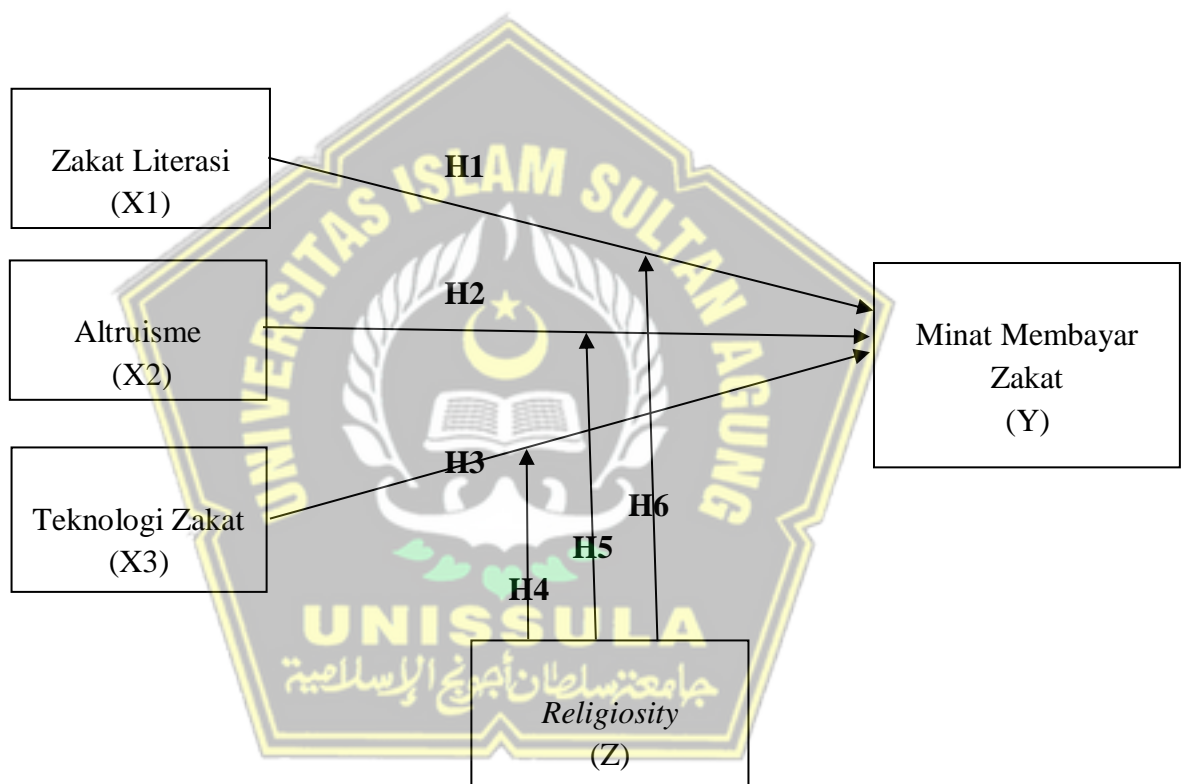 Zakat Literasi
(X1)
Altruisme
(X2)
Teknologi Zakat
(X3)
H1
H2
H3
H4
H5
H6
Minat Membayar
Zakat
(Y)
Religiosity
(Z)
UNIVERSITAS ISLAM SULTAN AGUNG
UNISSULA
جامعة سلطان أجونج الإسلامية